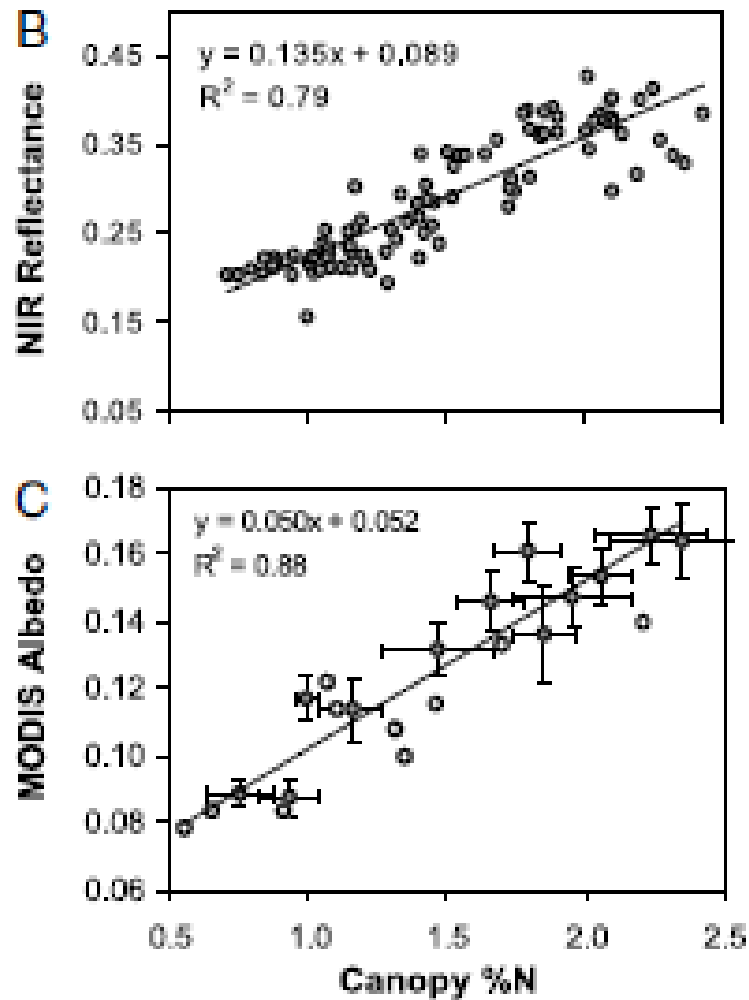 B
y = 0.135x + 0.089
R² = 0.79
NIR Reflectance
0.45
0.35
0.25
0.15
0.05
C
y = 0.050x + 0.052
R² = 0.88
MODIS Albedo
0.18
0.16
0.14
0.12
0.10
0.08
0.06
0.5 1.0 1.5 2.0 2.5
Canopy %N